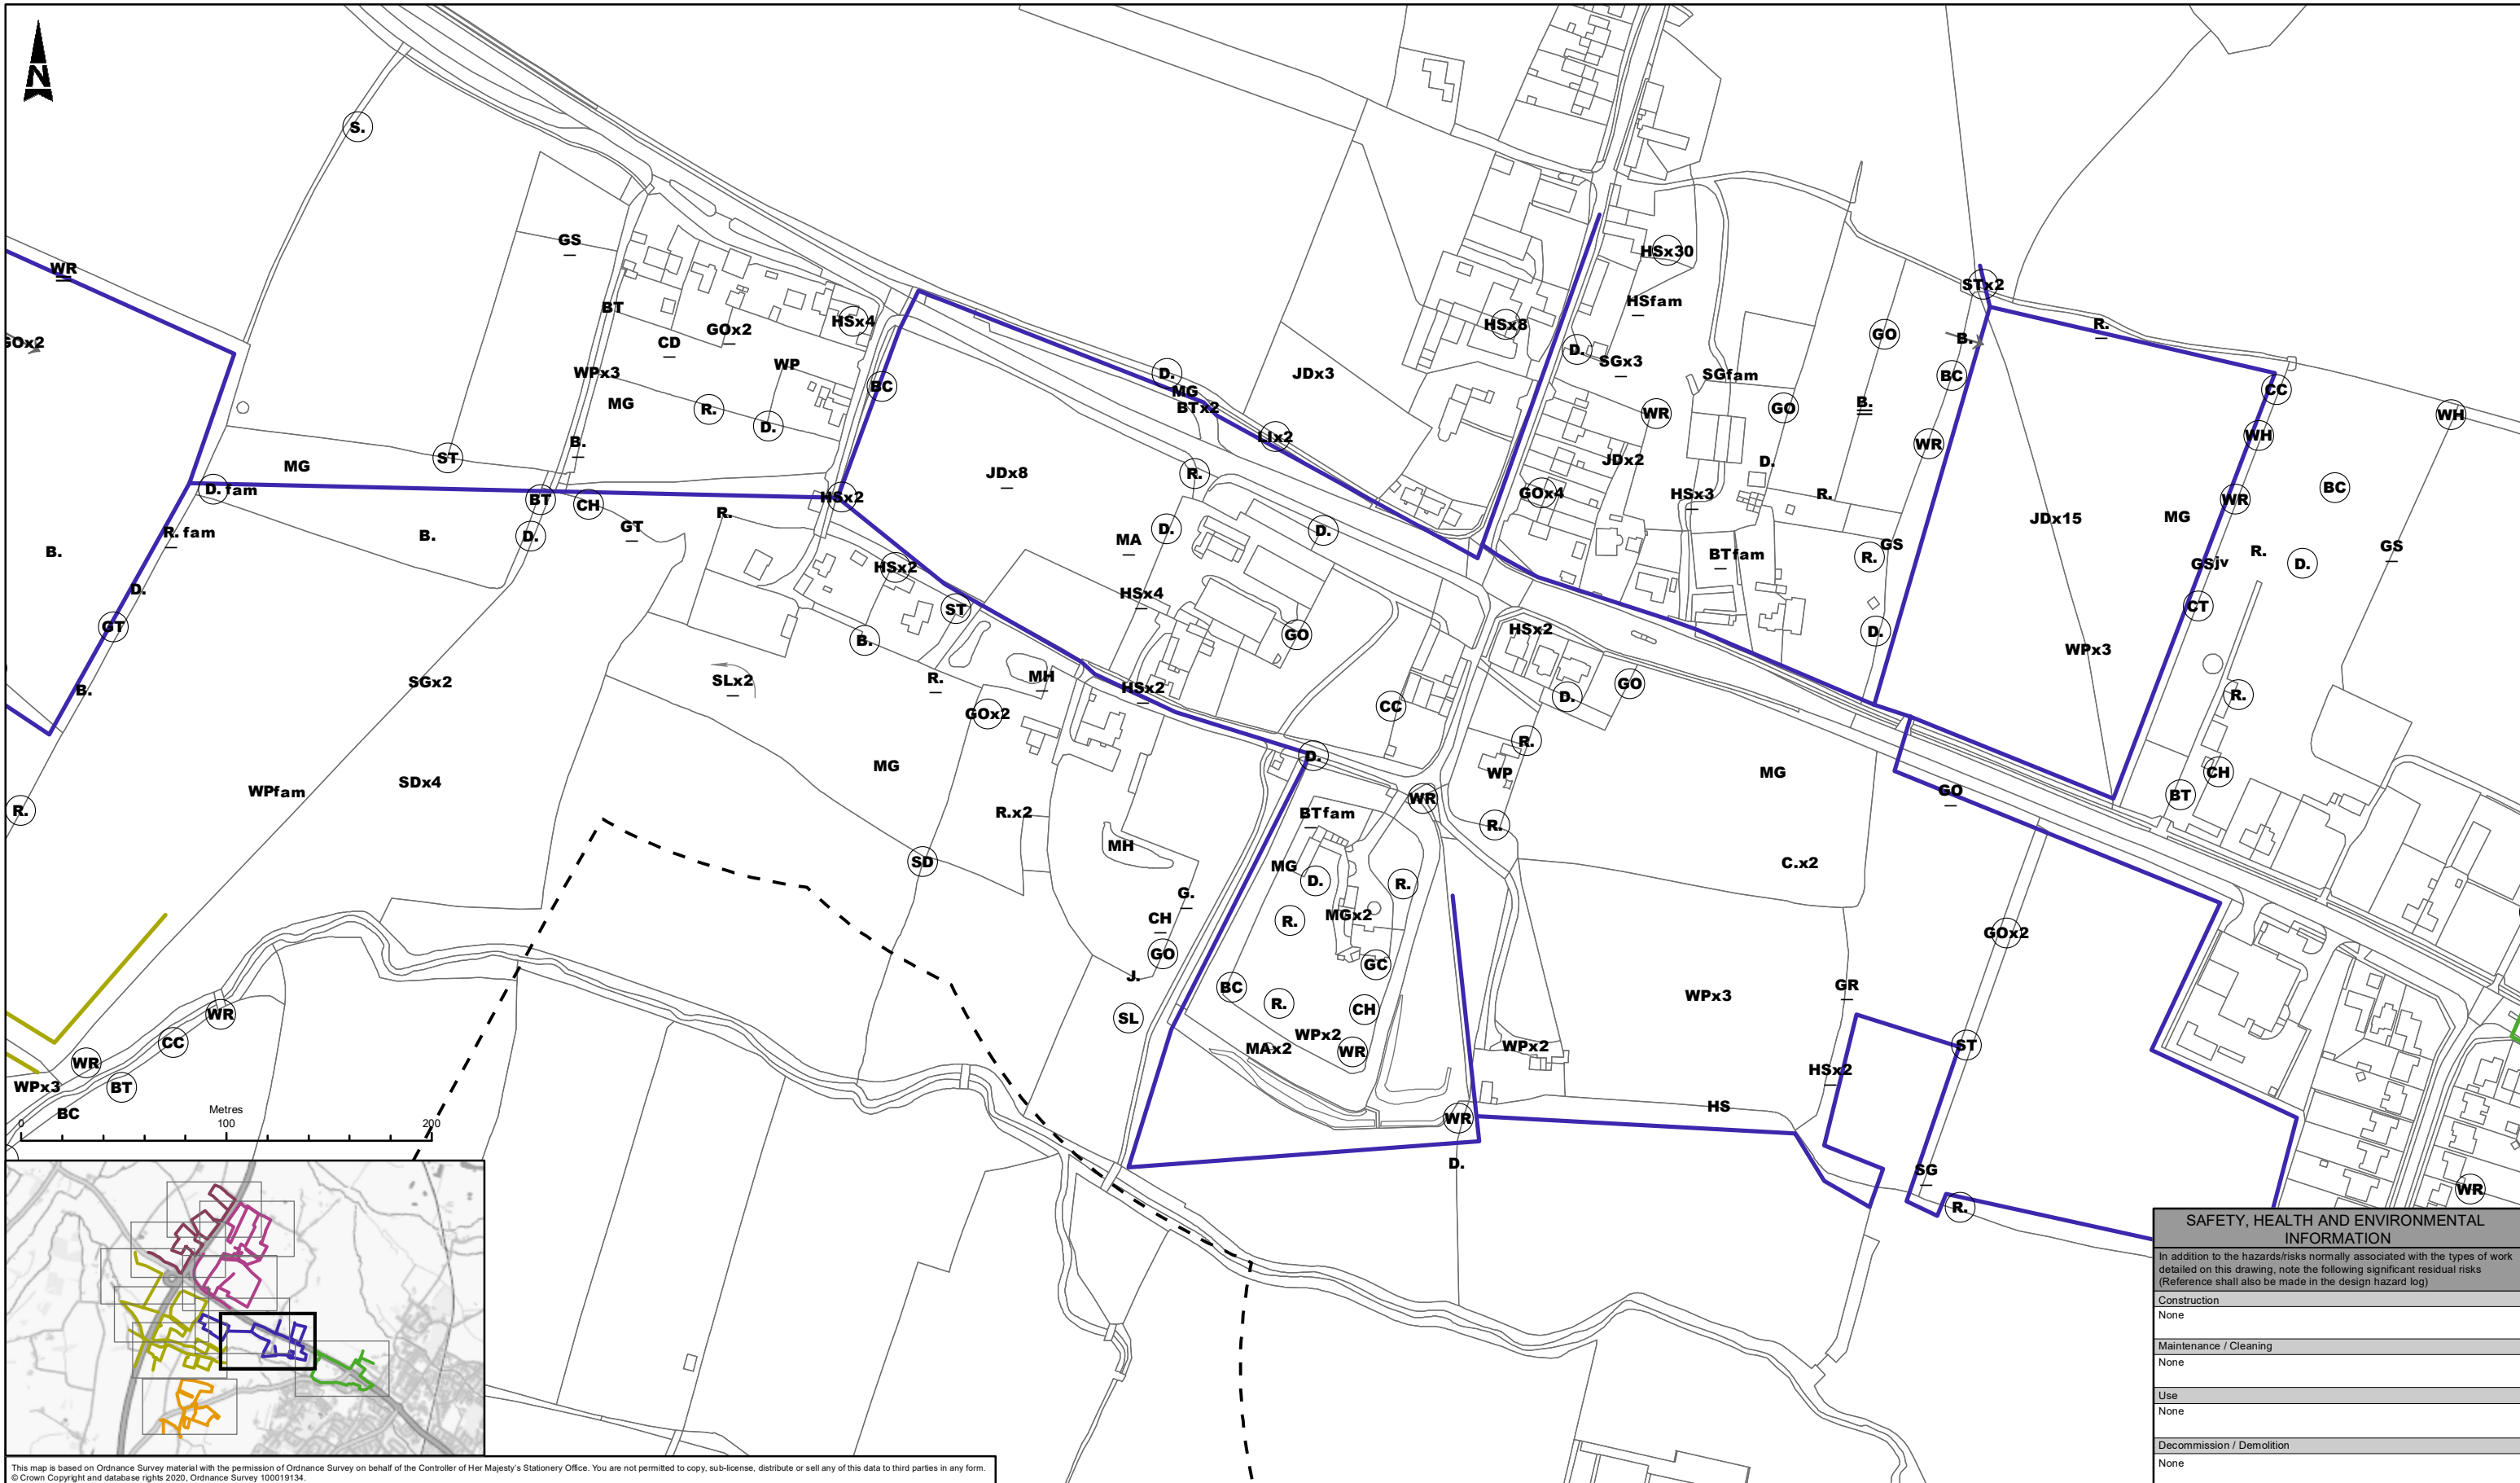 N
S.
HSx30
GS
WR
STx2
BT
HSfam
R.
HSx4
HSx8
GOx2
GO
B.
CD
D.
SGx3
WP
WPx3
JDx3
SGfam
BC
BC
CC
D.
MG
MG
R.
BTx2
GO
B.
WR
WH
D.
LIx2
WH
B.
WR
ST
JDx2
D.
MG
JDx8
R.
BC
D. fam
BT
CH
HSx2
GOx4
HSx3
R.
WR
R.
JDx15
MG
R. fam
B.
D.
GT
MA
D.
D.
GS
GS
B.
BTfam
R.
R.
D.
GSjv
HSx2
D.
HSx4
ST
CT
GT
B.
GO
HSx2
D.
WPx3
SGx2
SLx2
R.
MH
HSx2
GO
B.
D.
R.
GOx2
CC
R.
D.
MG
WP
MG
CH
SDx4
WPfam
GO
BT
WR
R.
R.x2
BTfam
R.
MH
SD
MG
D.
R.
C.x2
G.
CH
R.
MGx2
GOx2
GO
GC
J.
BC
R.
CH
WPx3
GR
SL
WR
WPx2
MAx2
WR
CC
WPx2
ST
WR
BT
WPx3
HSx2
BC
HS
WR
Metres
0 100 200
D.
SG
R.
WR
SAFETY, HEALTH AND ENVIRONMENTAL
INFORMATION
In addition to the hazards/risks normally associated with the types of work
detailed on this drawing, note the following significant residual risks
(Reference shall also be made in the design hazard log)
Construction
None
Maintenance / Cleaning
None
Use
None
Decommission / Demolition
None
This map is based on Ordnance Survey material with the permission of Ordnance Survey on behalf of the Controller of Her Majesty's Stationery Office. You are not permitted to copy, sub-license, distribute or sell any of this data to third parties in any form.
© Crown Copyright and database rights 2020, Ordnance Survey 100019134.